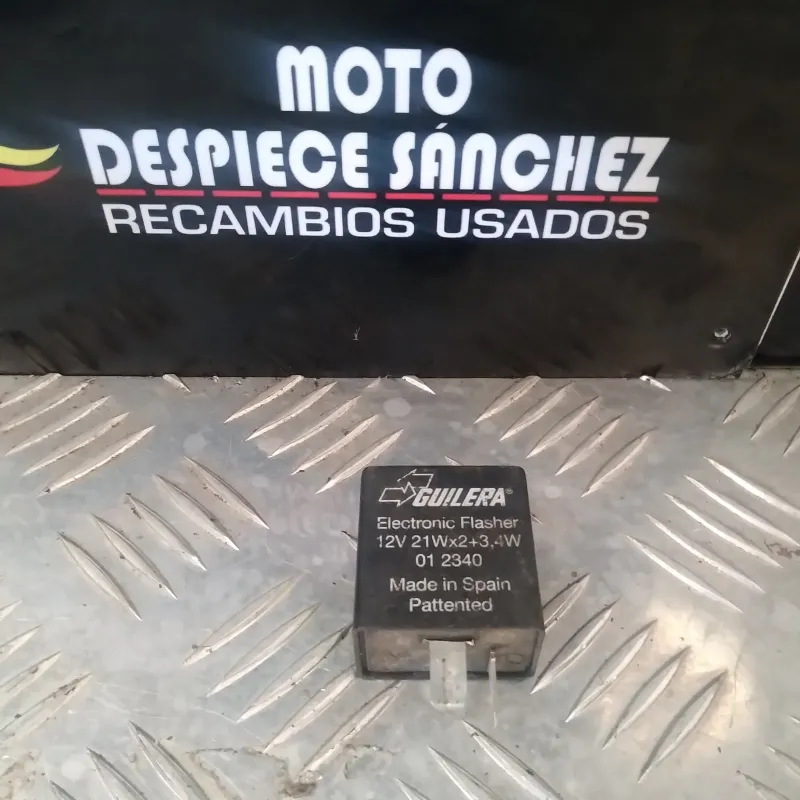 MOTO
DESPIECE SÁNCHEZ
RECAMBIOS USADOS
GUILERA®
Electronic Flasher
12V 21Wx2+3,4W
01 2340
Made in Spain
Pattented